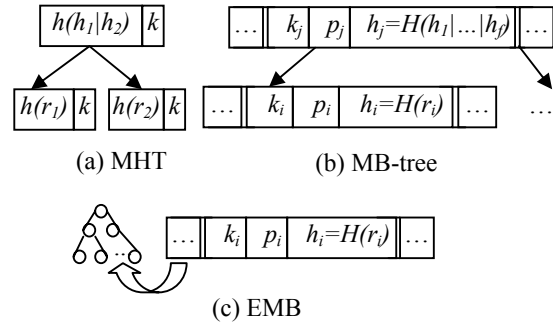 h(h₁|h₂) k
… kⱼ pⱼ hⱼ=H(h₁|…|h_f) …
h(r₁) k h(r₂) k
… kᵢ pᵢ hᵢ=H(rᵢ) … …
(a) MHT
(b) MB-tree
…
… kᵢ pᵢ hᵢ=H(rᵢ) …
(c) EMB